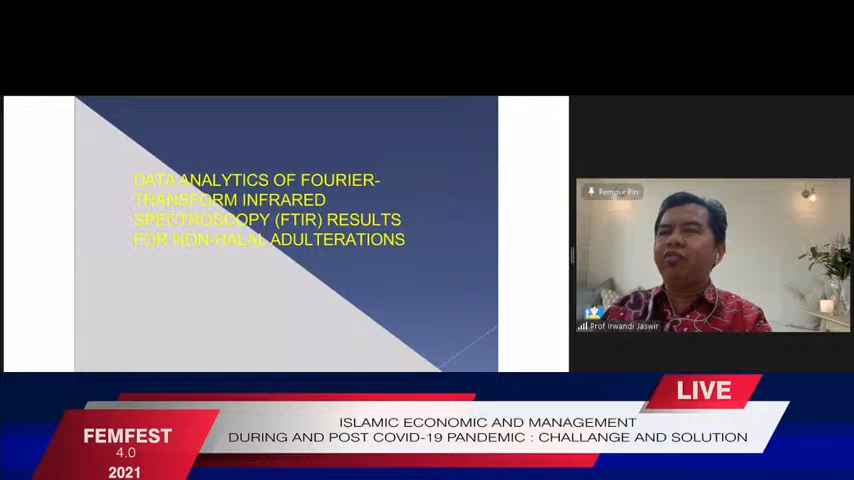 DATA ANALYTICS OF FOURIER-
TRANSFORM INFRARED
SPECTROSCOPY (FTIR) RESULTS
FOR NON-HALAL ADULTERATIONS
Remove Pin
Prof Irwandi Jaswir
LIVE
ISLAMIC ECONOMIC AND MANAGEMENT
DURING AND POST COVID-19 PANDEMIC : CHALLANGE AND SOLUTION
FEMFEST
4.0
2021